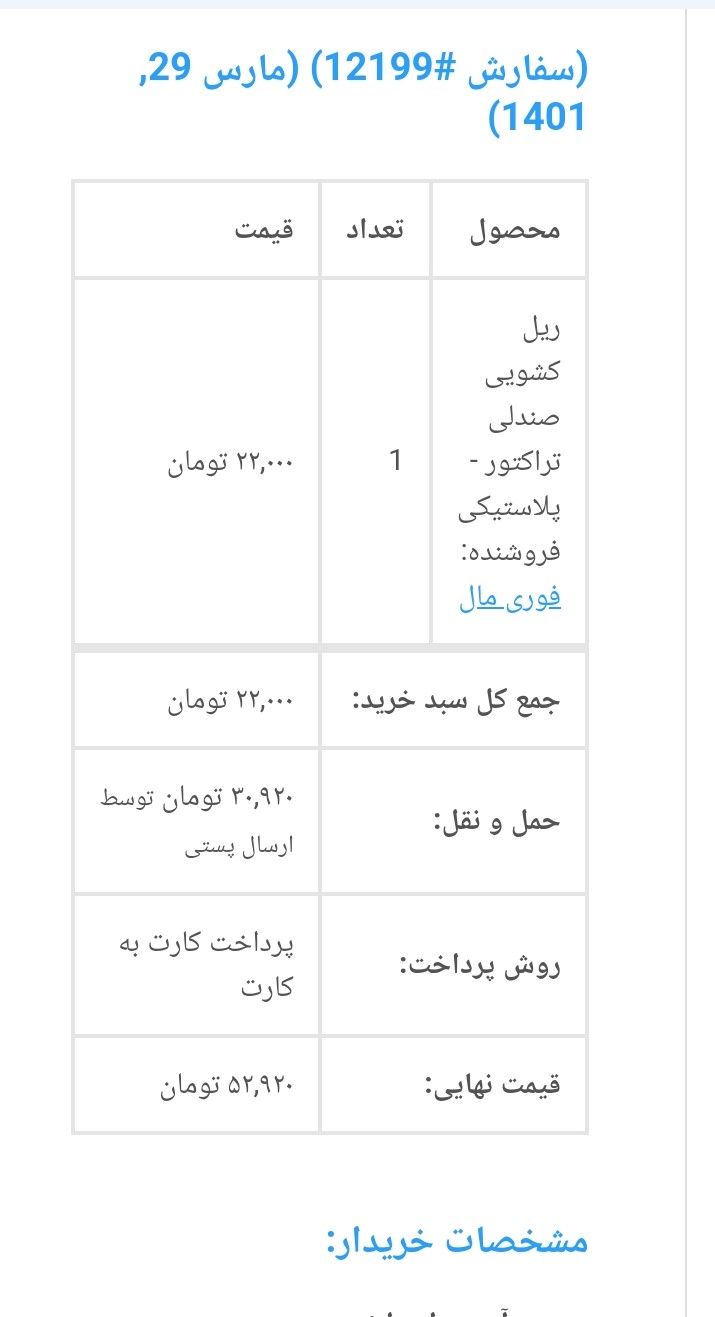 (سفارش #12199) (مارس 29,
1401)
محصول تعداد قیمت
ریل
کشویی
صندلی
تراکتور -
پلاستیکی
فروشنده:
فوری مال
1
۲۲,۰۰۰ تومان
جمع کل سبد خرید: ۲۲,۰۰۰ تومان
حمل و نقل: ۳۰,۹۲۰ تومان توسط
ارسال پستی
روش پرداخت: پرداخت کارت به
کارت
قیمت نهایی: ۵۲,۹۲۰ تومان
مشخصات خریدار: